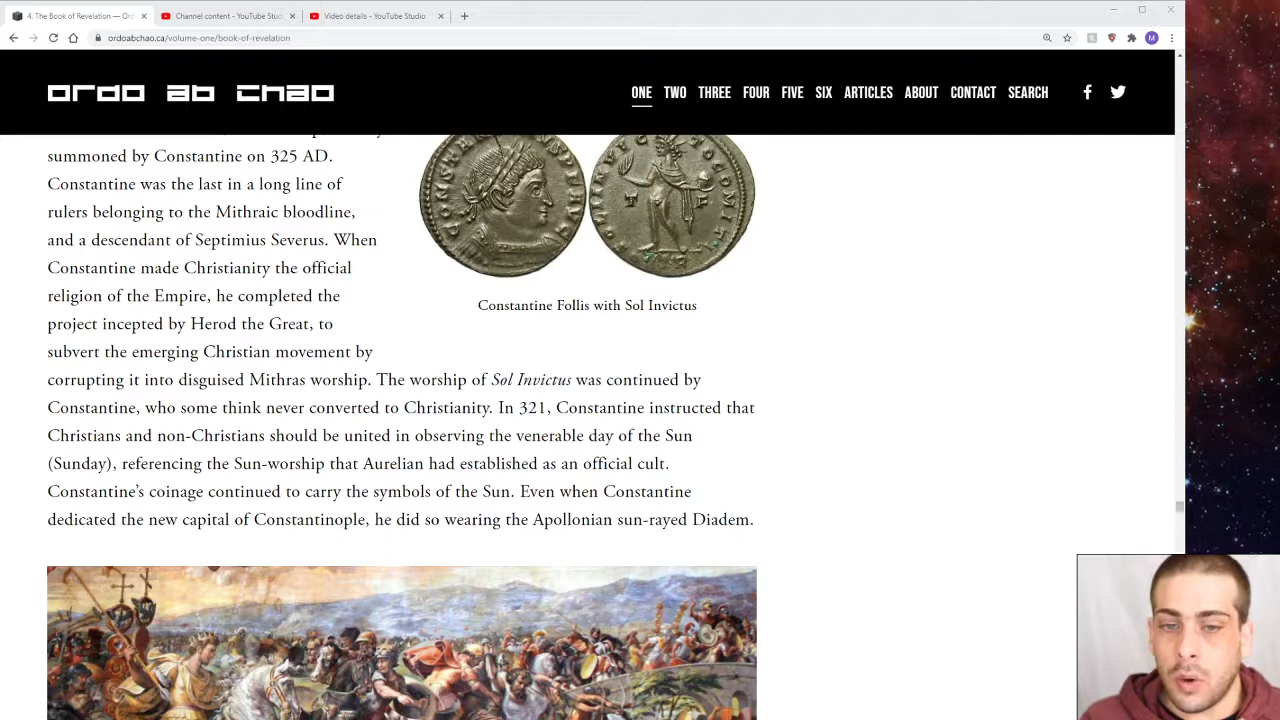 4. The Book of Revelation — Ord
Channel content - YouTube Stud
Video details - YouTube Studio
ordoabchao.ca/volume-one/book-of-revelation
M
ordo ab chao
ONE TWO THREE FOUR FIVE SIX ARTICLES ABOUT CONTACT SEARCH
summoned by Constantine on 325 AD.
Constantine was the last in a long line of
rulers belonging to the Mithraic bloodline,
and a descendant of Septimius Severus. When
Constantine made Christianity the official
religion of the Empire, he completed the
project incepted by Herod the Great, to
subvert the emerging Christian movement by
corrupting it into disguised Mithras worship. The worship of Sol Invictus was continued by
Constantine, who some think never converted to Christianity. In 321, Constantine instructed that
Christians and non-Christians should be united in observing the venerable day of the Sun
(Sunday), referencing the Sun-worship that Aurelian had established as an official cult.
Constantine’s coinage continued to carry the symbols of the Sun. Even when Constantine
dedicated the new capital of Constantinople, he did so wearing the Apollonian sun-rayed Diadem.
T F
Constantine Follis with Sol Invictus